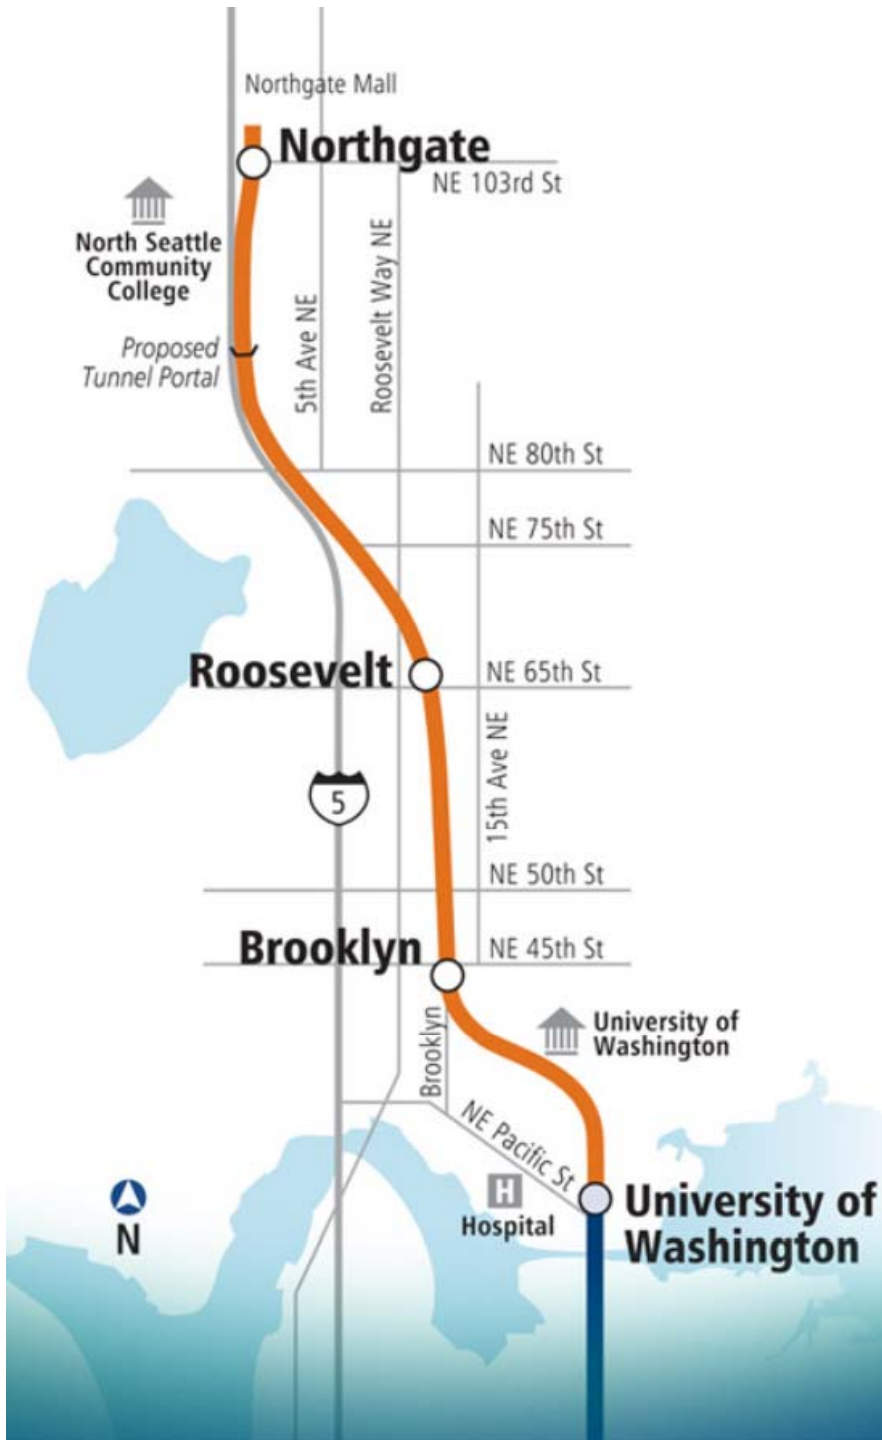 Northgate Mall
Northgate
NE 103rd St
North Seattle
Community
College
Roosevelt Way NE
5th Ave NE
Proposed
Tunnel Portal
NE 80th St
NE 75th St
Roosevelt
NE 65th St
15th Ave NE
5
NE 50th St
Brooklyn
NE 45th St
Brooklyn
University of
Washington
NE Pacific St
H
Hospital
University of
Washington
N